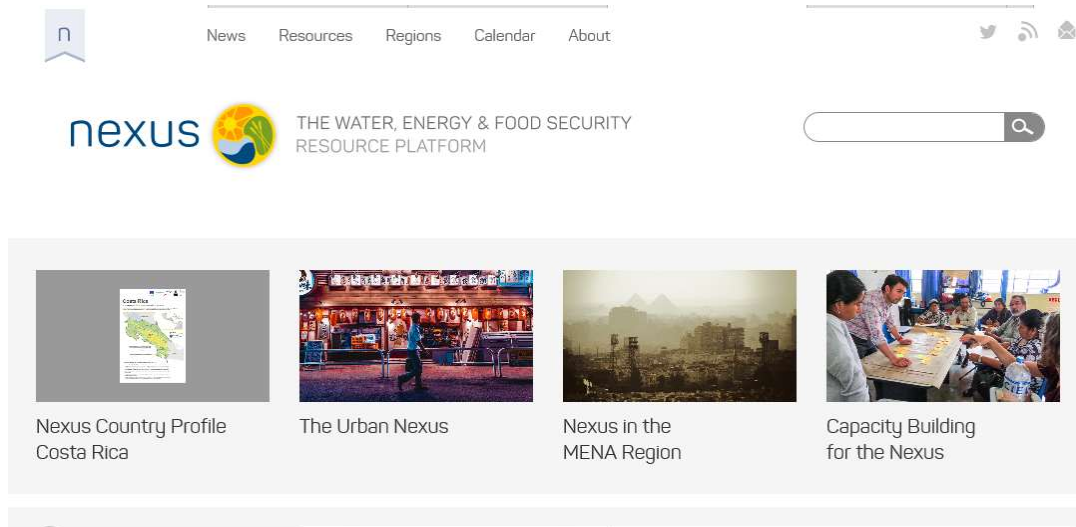 n
News Resources Regions Calendar About
nexus
THE WATER, ENERGY & FOOD SECURITY
RESOURCE PLATFORM
Costa Rica
Nexus Country Profile
Costa Rica
The Urban Nexus
Nexus in the
MENA Region
Capacity Building
for the Nexus